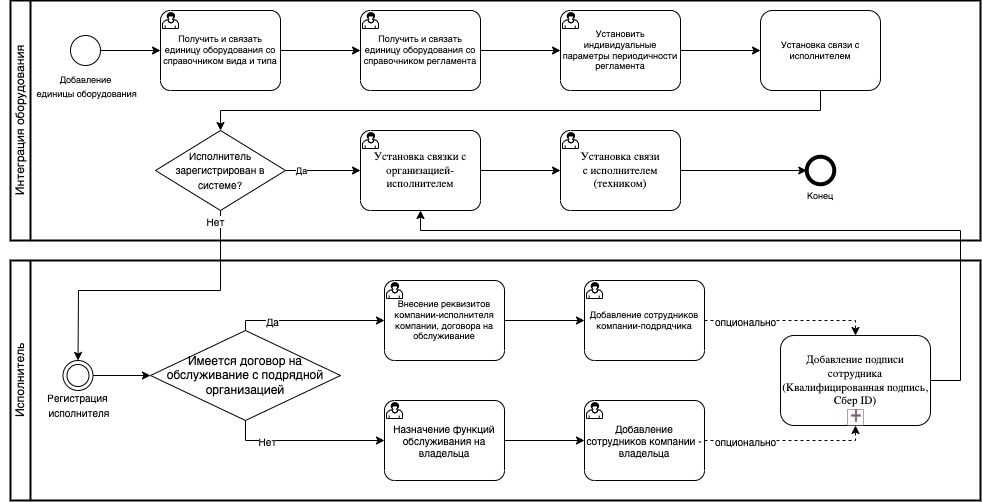 Интеграция оборудования
Добавление
единицы оборудования
Получить и связать
единицу оборудования со
справочником вида и типа
Получить и связать
единицу оборудования со
справочником регламента
Установить
индивидуальные
параметры периодичности
регламента
Установка связи с
исполнителем
Исполнитель
зарегистрирован в
системе?
Да
Установка связки с
организацией-
исполнителем
Установка связи
с исполнителем
(техником)
Конец
Нет
Исполнитель
Регистрация
исполнителя
Имеется договор на
обслуживание с подрядной
организацией
Да
Внесение реквизитов
компании-исполнителя
компании, договора на
обслуживание
Добавление сотрудников
компании-подрядчика
опционально
Добавление подписи
сотрудника
(Квалифицированная подпись,
Сбер ID)
Нет
Назначение функций
обслуживания на
владельца
Добавление
сотрудников компании -
владельца
опционально